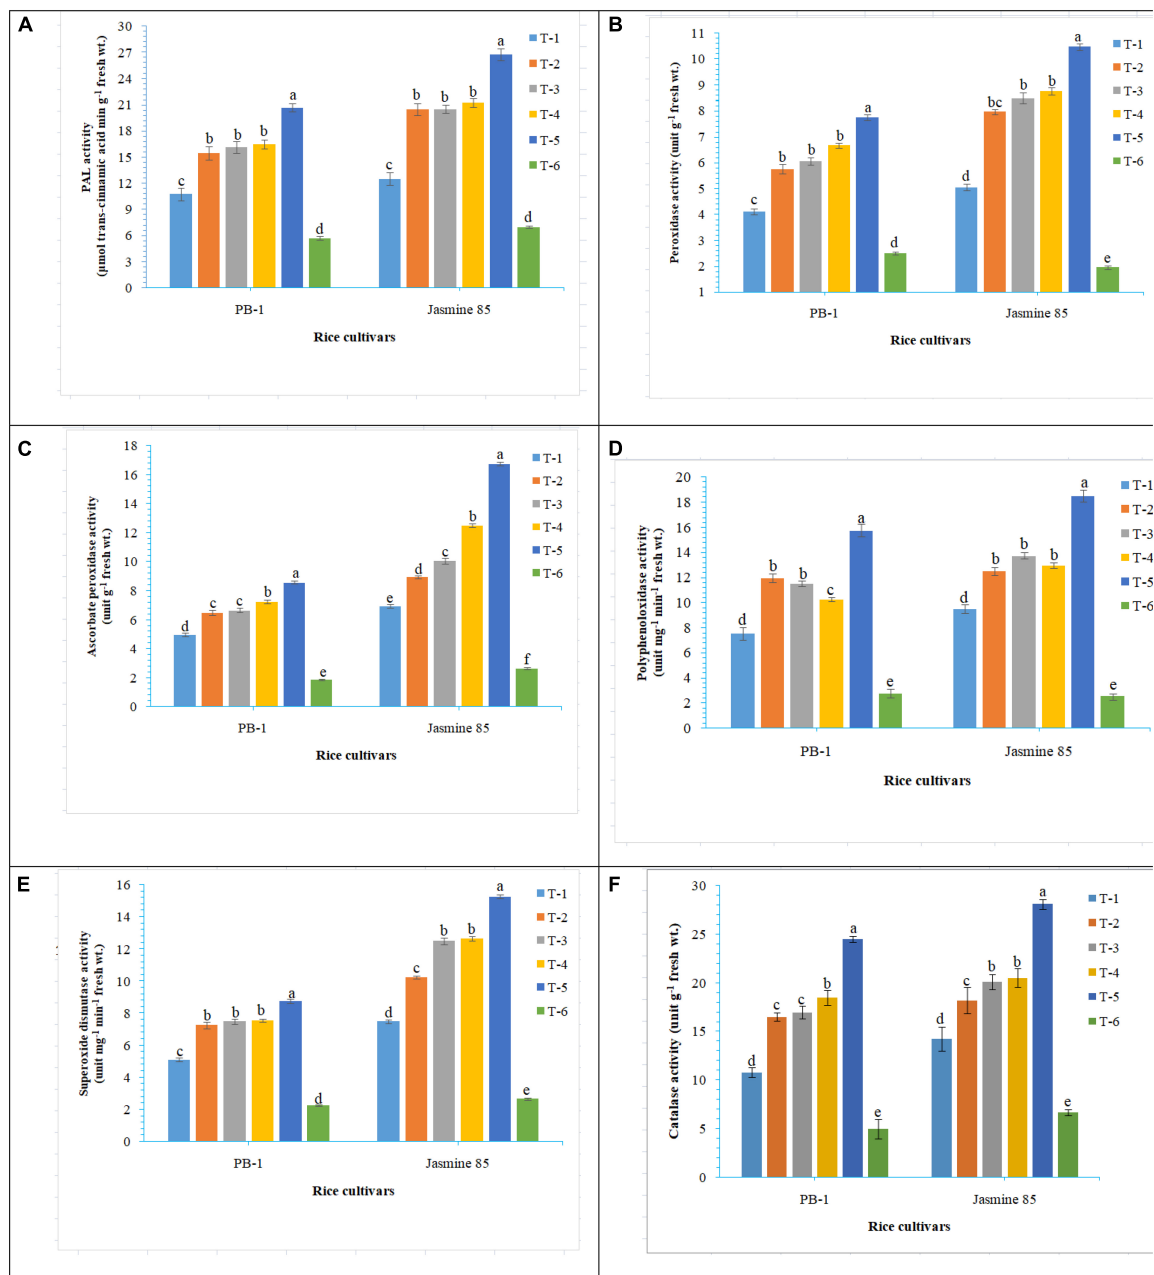 A
PAL activity
(µmol trans-cinnamic acid min g-1 fresh wt.)
30
27
24
21
18
15
12
9
6
3
0
c b b b a d
c b b b a d
PB-1 Jasmine 85
Rice cultivars
T-1
T-2
T-3
T-4
T-5
T-6
B
Peroxidase activity (unit g-1 fresh wt.)
11
10
9
8
7
6
5
4
3
2
1
c b b b a d
d bc b b a e
PB-1 Jasmine 85
Rice cultivars
T-1
T-2
T-3
T-4
T-5
T-6
C
Ascorbate peroxidase activity
(unit g-1 fresh wt.)
18
16
14
12
10
8
6
4
2
0
d c c b a e
e d c b a f
PB-1 Jasmine 85
Rice cultivars
T-1
T-2
T-3
T-4
T-5
T-6
D
Polyphenoloxidase activity
(unit mg-1 min-1 fresh wt.)
20
18
16
14
12
10
8
6
4
2
0
d b b c a e
d b b b a e
PB-1 Jasmine 85
Rice cultivars
T-1
T-2
T-3
T-4
T-5
T-6
E
Superoxide dismutase activity
(unit mg-1 min-1 fresh wt.)
16
14
12
10
8
6
4
2
0
c b b b a d
d c b b a e
PB-1 Jasmine 85
Rice cultivars
T-1
T-2
T-3
T-4
T-5
T-6
F
Catalase activity (unit g-1 fresh wt.)
30
25
20
15
10
5
0
d c c b a e
d c b b a e
PB-1 Jasmine 85
Rice cultivars
T-1
T-2
T-3
T-4
T-5
T-6